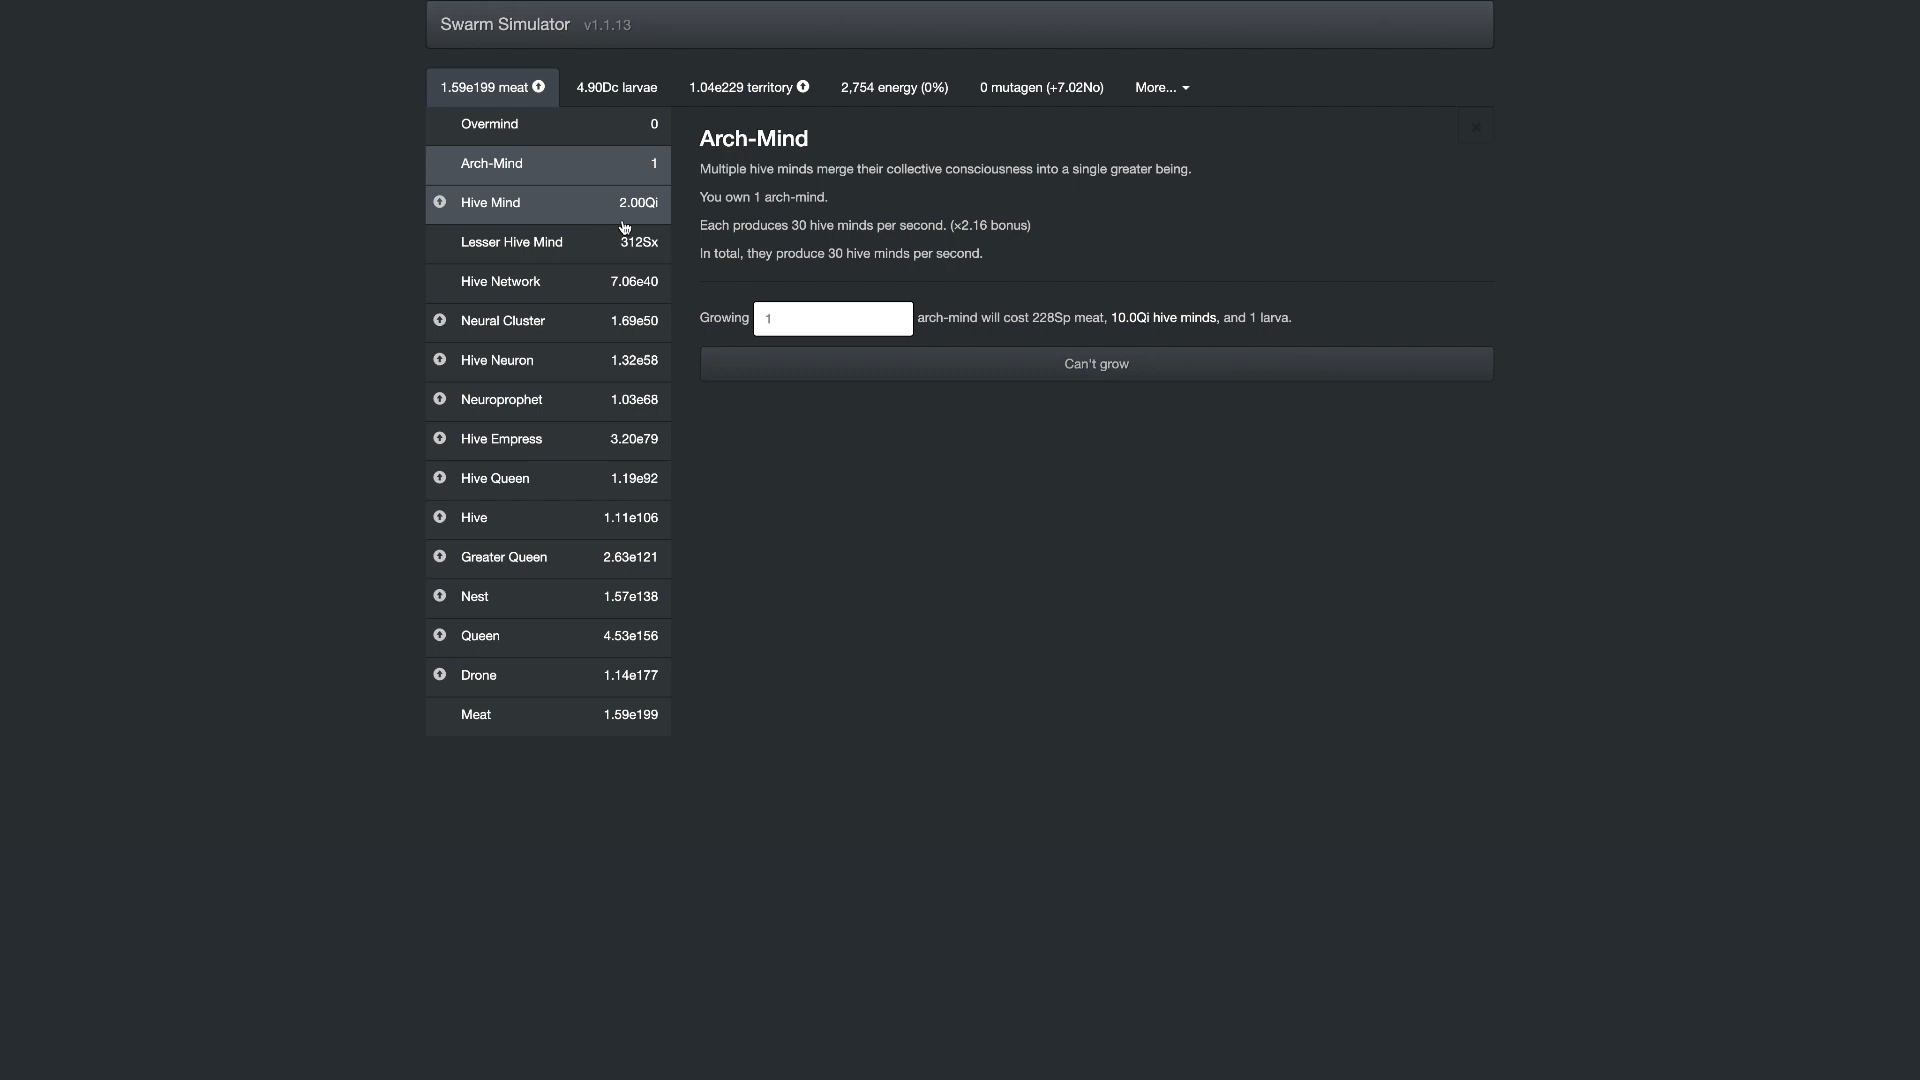 Swarm Simulator v1.1.13
1.59e199 meat 4.90Dc larvae 1.04e229 territory 2,754 energy (0%) 0 mutagen (+7.02No) More...
Overmind 0
Arch-Mind 1
Hive Mind 2.00Qi
Lesser Hive Mind 312Sx
Hive Network 7.06e40
Neural Cluster 1.69e50
Hive Neuron 1.32e58
Neuroprophet 1.03e68
Hive Empress 3.20e79
Hive Queen 1.19e92
Hive 1.11e106
Greater Queen 2.63e121
Nest 1.57e138
Queen 4.53e156
Drone 1.14e177
Meat 1.59e199
Arch-Mind
Multiple hive minds merge their collective consciousness into a single greater being.
You own 1 arch-mind.
Each produces 30 hive minds per second. (×2.16 bonus)
In total, they produce 30 hive minds per second.
Growing 1 arch-mind will cost 228Sp meat, 10.0Qi hive minds, and 1 larva.
Can't grow